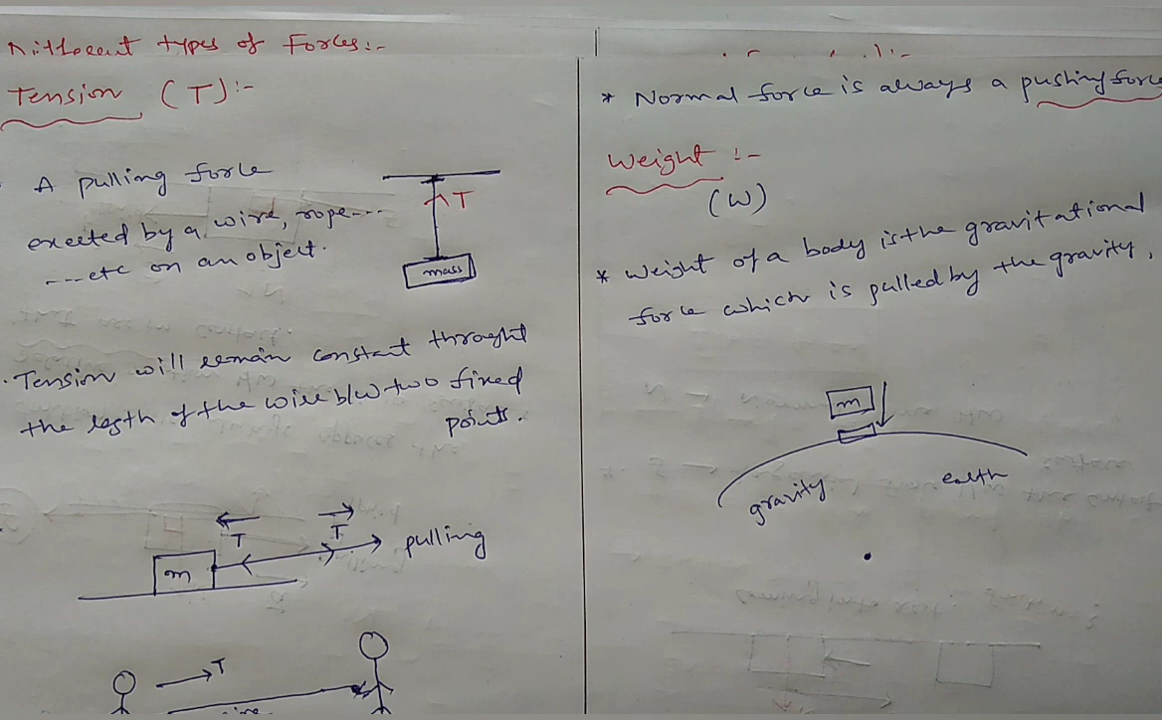 Different types of Forces:-
Tension (T):-
A pulling force
exerted by a wire, rope---
---etc on an object.
T
mass
Tension will remain constant throught
the legth of the wire b/w two fixed
points.
T
T
pulling
m
T
* Normal force is always a pushing force
Weight :-
(W)
* Weight of a body is the gravitational
force which is pulled by the gravity,
m
gravity
earth